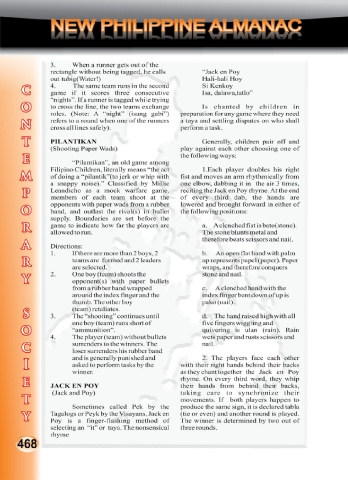 NEW PHILIPPINE ALMANAC
CONTEMPORARY SOCIETY
3. When a runner gets out of the
rectangle without being tagged, he calls
out tubig(Water!)
4. The same team runs in the second
game if it scores three consecutive
"nights". If a runner is tagged while trying
to cross the line, the two teams exchange
roles. (Note: A "night" (isang gabi")
refers to a round when one of the runners
cross all lines safely).
PILANTIKAN
(Shooting Paper Wads)
"Pilantikan", an old game among
Filipino Children, literally means "the act
of doing a "pilantik"(to jerk or whip with
a snappy noise)." Classified by Millie
Leandicho as a mock warfare game,
members of each team shoot at the
opponents with paper wads from a rubber
band, and outlast the rival(s) in bullet
supply. Boundaries are set before the
game to indicate how far the players are
allowed to run.
Directions:
1. If there are more than 2 boys, 2
teams are formed and 2 leaders
are selected.
2. One boy (team) shoots the
opponent(s) with paper bullets
from a rubber band wrapped
around the index finger and the
thumb. The other boy
(team) retaliates.
3. The "shooting" continues until
one boy (team) runs short of
"ammunition".
4. The player (team) without bullets
surrenders to the winners. The
loser surrenders his rubber band
and is generally punished and
asked to perform tasks by the
winner.
JACK EN POY
(Jack and Poy)
Sometimes called Pek by the
Tagalogs or Peyk by the Visayans, Jack en
Poy is a finger-flashing method of
selecting an "it" or taya. The nonsensical
rhyme
"Jack en Poy
Hali-hali Hoy
Si Kenkoy
Isa, dalawa,tatlo"
Is chanted by children in
preparation for any game where they need
a taya and settling disputes on who shall
perform a task.
Generally, children pair off and
play against each other choosing one of
the following ways:
1.Each player doubles his right
fist and moves an arm rhythmically from
one elbow, dabbing it in the air 3 times,
reciting the Jack en Poy rhyme. At the end
of every third dab, the hands are
lowered and brought forward in either of
the following positions:
a. A clenched fist is bato(stone).
The stone blunts metal and
therefore beats scissors and nail.
b. An open flat hand with palm
up represents papel(paper). Paper
wraps, and therefore conquers
stone and nail.
c. A clenched hand with the
index finger bent down of up is
pako (nail).
d. The hand raised high with all
five fingers wiggling and
quivering is ulan (rain). Rain
wets paper and rusts scissors and
nail.
2. The players face each other
with their right hands behind their backs
as they chant together the Jack en Poy
rhyme. On every third word, they whip
their hands from behind their backs,
taking care to synchronize their
movements. If both players happen to
produce the same sign, it is declared tabla
(tie or even) and another round is played.
The winner is determined by two out of
three rounds.
468